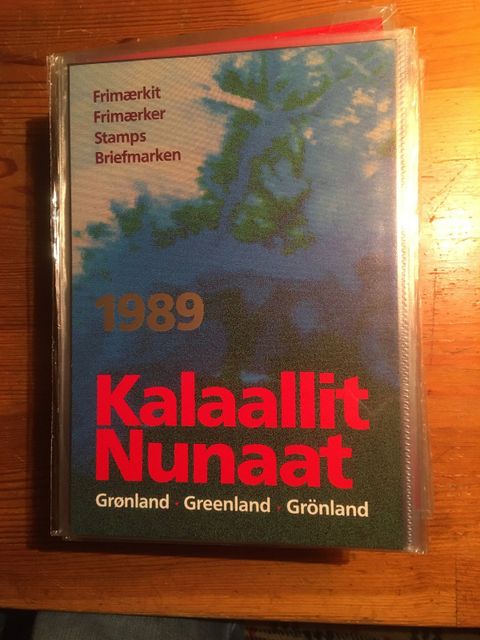 Frimærkit
Frimærker
Stamps
Briefmarken
1989
Kalaallit
Nunaat
Grønland · Greenland · Grönland